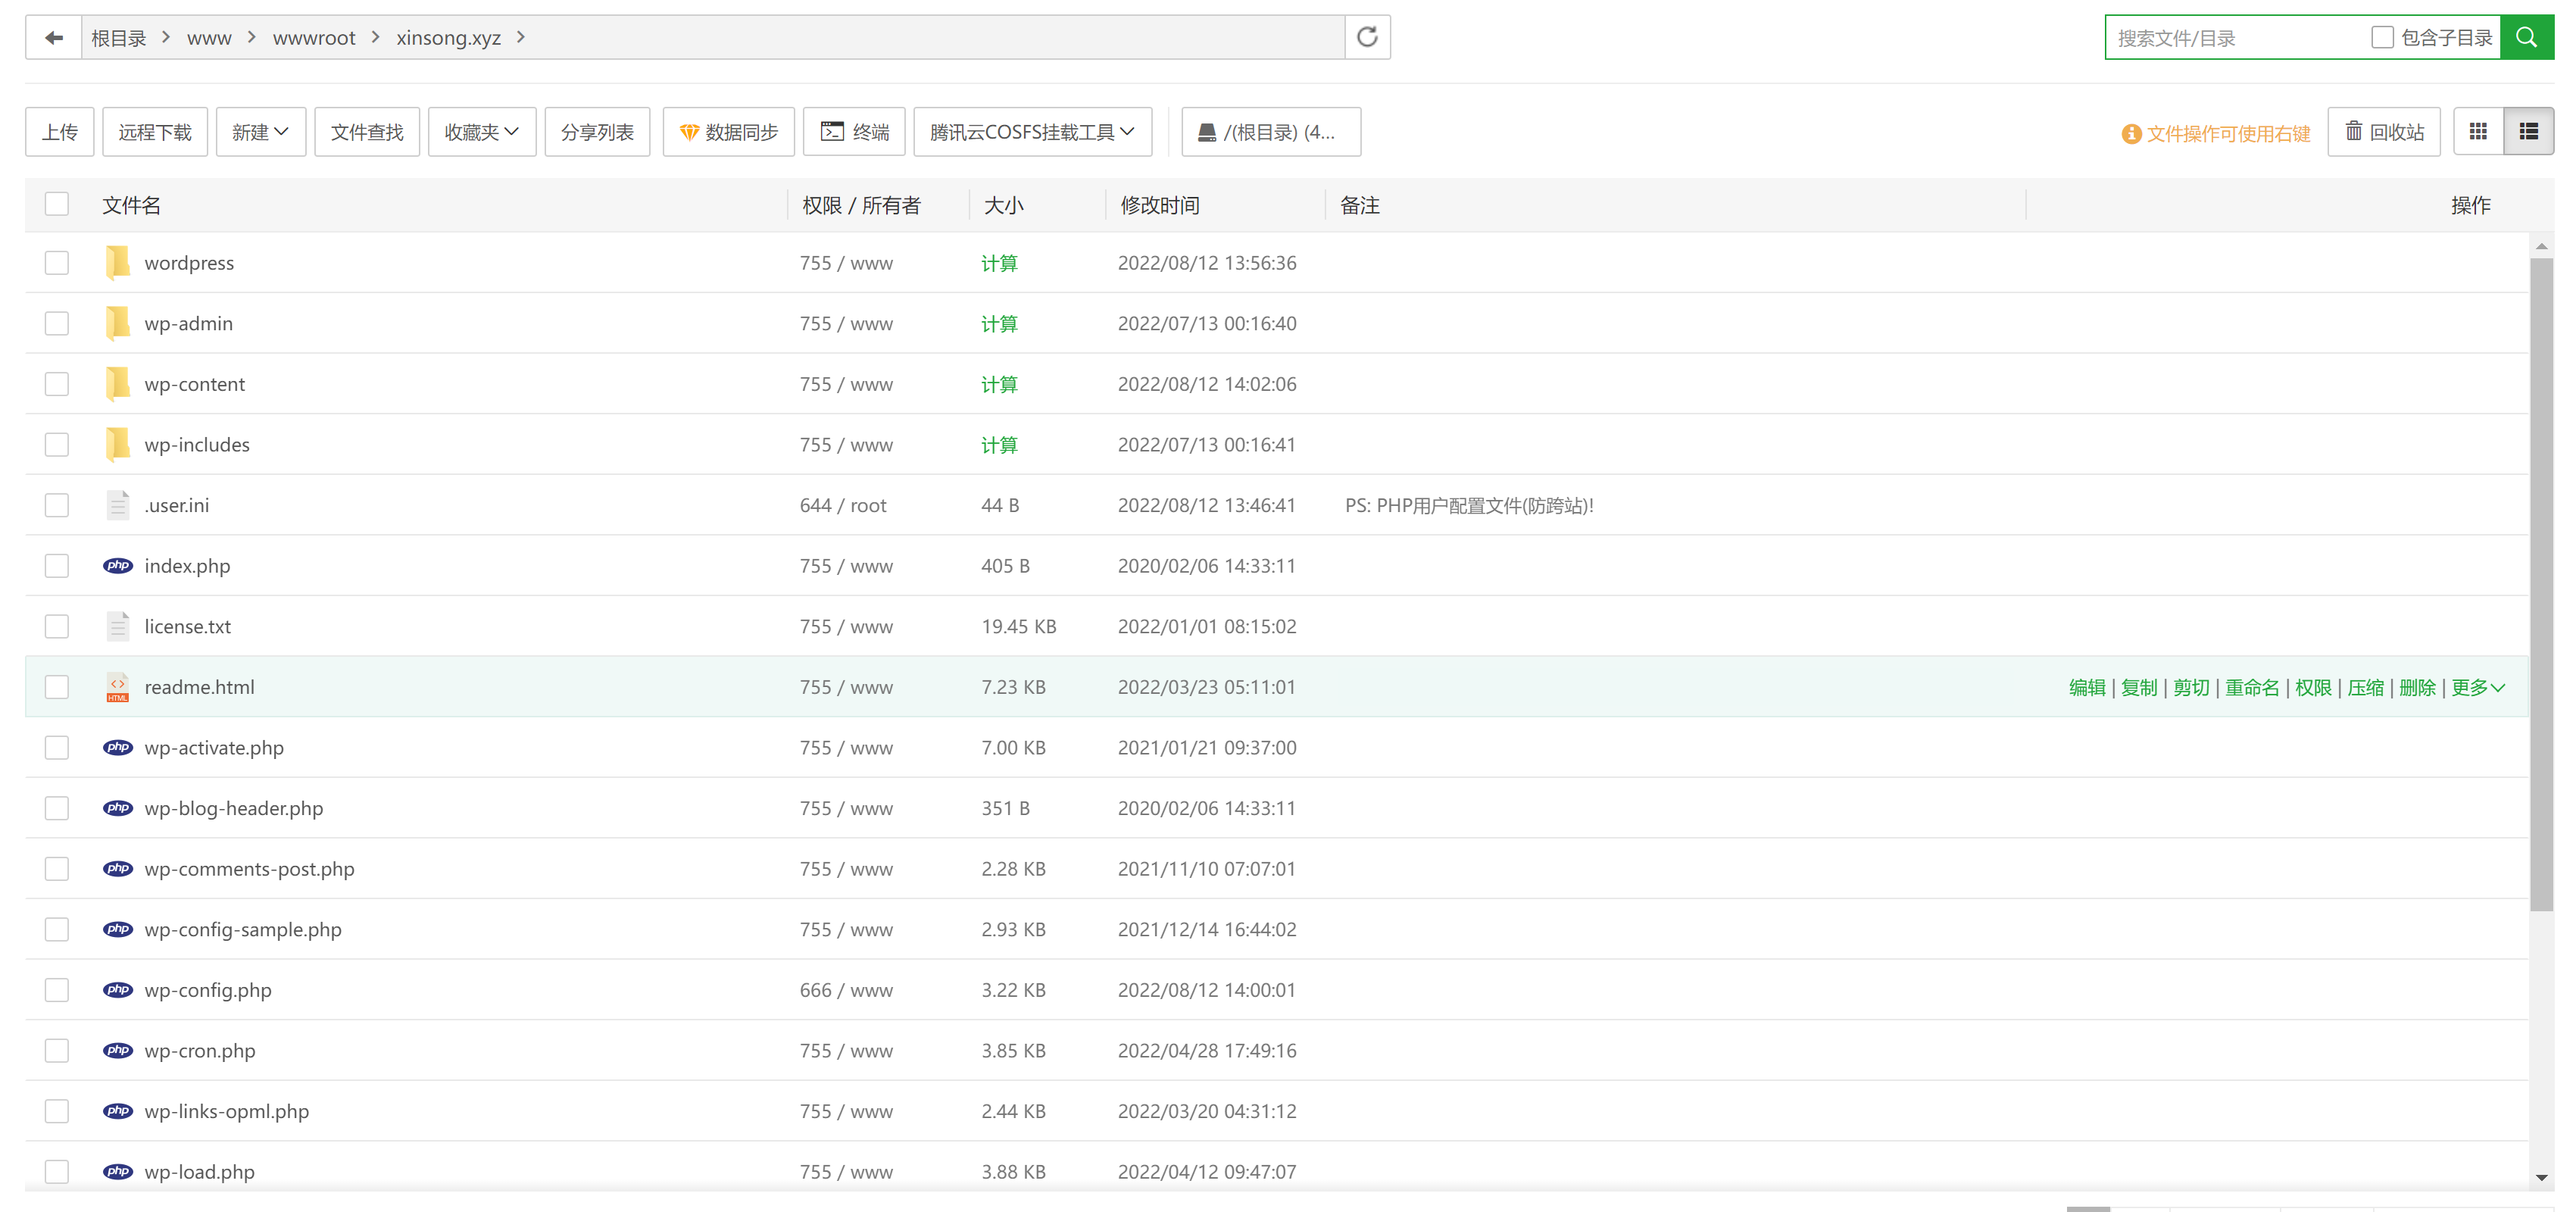 根目录 > www > wwwroot > xinsong.xyz >
搜索文件/目录 包含子目录
上传 远程下载 新建 文件查找 收藏夹 分享列表 数据同步 终端 腾讯云COSFS挂载工具 /(根目录) (4... 文件操作可使用右键 回收站
文件名 权限 / 所有者 大小 修改时间 备注 操作
wordpress 755 / www 计算 2022/08/12 13:56:36
wp-admin 755 / www 计算 2022/07/13 00:16:40
wp-content 755 / www 计算 2022/08/12 14:02:06
wp-includes 755 / www 计算 2022/07/13 00:16:41
.user.ini 644 / root 44 B 2022/08/12 13:46:41 PS: PHP用户配置文件(防跨站)!
php index.php 755 / www 405 B 2020/02/06 14:33:11
license.txt 755 / www 19.45 KB 2022/01/01 08:15:02
HTML readme.html 755 / www 7.23 KB 2022/03/23 05:11:01 编辑 | 复制 | 剪切 | 重命名 | 权限 | 压缩 | 删除 | 更多
php wp-activate.php 755 / www 7.00 KB 2021/01/21 09:37:00
php wp-blog-header.php 755 / www 351 B 2020/02/06 14:33:11
php wp-comments-post.php 755 / www 2.28 KB 2021/11/10 07:07:01
php wp-config-sample.php 755 / www 2.93 KB 2021/12/14 16:44:02
php wp-config.php 666 / www 3.22 KB 2022/08/12 14:00:01
php wp-cron.php 755 / www 3.85 KB 2022/04/28 17:49:16
php wp-links-opml.php 755 / www 2.44 KB 2022/03/20 04:31:12
php wp-load.php 755 / www 3.88 KB 2022/04/12 09:47:07